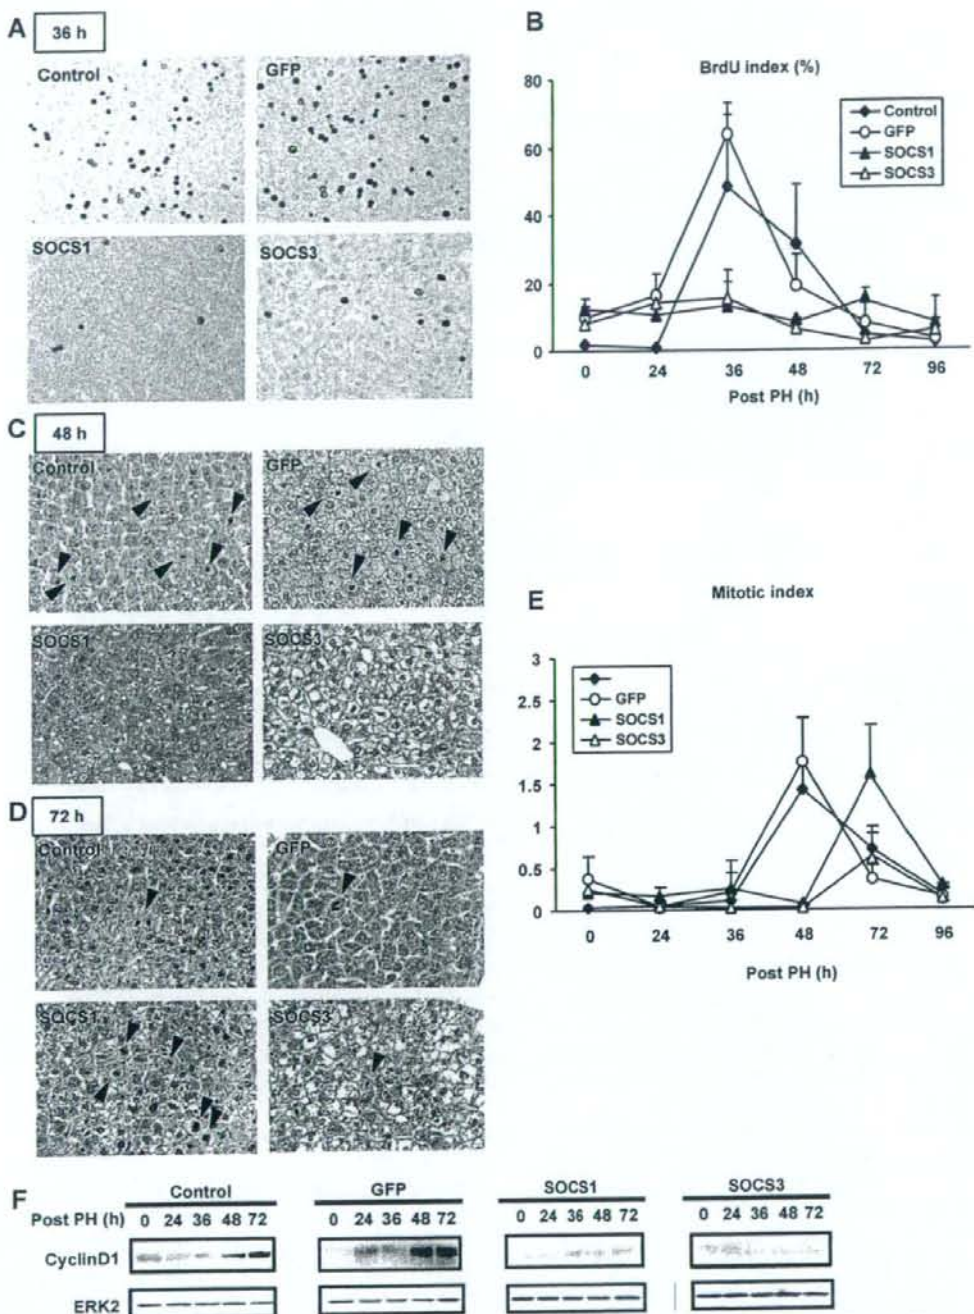 A
36 h
Control
GFP
SOCS1
SOCS3
B
BrdU index (%)
80
60
40
20
0
Control
GFP
SOCS1
SOCS3
0 24 36 48 72 96
Post PH (h)
C
48 h
Control
GFP
SOCS1
SOCS3
D
72 h
Control
GFP
SOCS1
SOCS3
E
Mitotic index
3
2.5
2
1.5
1
0.5
0
GFP
SOCS1
SOCS3
0 24 36 48 72 96
Post PH (h)
F
Control GFP SOCS1 SOCS3
Post PH (h) 0 24 36 48 72 0 24 36 48 72 0 24 36 48 72 0 24 36 48 72
CyclinD1
ERK2